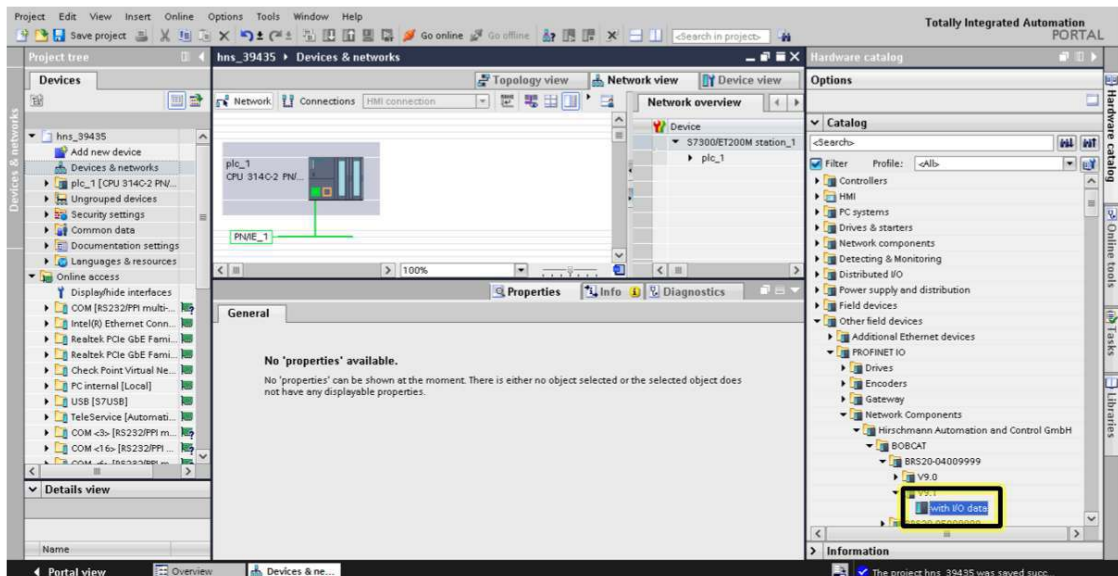 Project Edit View Insert Online Options Tools Window Help
Totally Integrated Automation
PORTAL
Save project
Go online
Go offline
<Search in project>
Project tree
Devices
Devices & networks
hns_39435
Add new device
Devices & networks
plc_1 [CPU 314C-2 PN/...
Ungrouped devices
Security settings
Common data
Documentation settings
Languages & resources
Online access
Display/hide interfaces
COM [RS232/PPI multi-...
Intel(R) Ethernet Conn...
Realtek PCIe GbE Fami...
Realtek PCIe GbE Fami...
Check Point Virtual Ne...
PC internal [Local]
USB [S7USB]
TeleService [Automati...
COM <3> [RS232/PPI m...
COM <16> [RS232/PPI ...
Details view
Name
hns_39435 ▸ Devices & networks
Topology view
Network view
Device view
Network
Connections
HMI connection
Network overview
Device
S7300/ET200M station_1
plc_1
plc_1
CPU 314C-2 PN/...
PN/IE_1
100%
Properties
Info
Diagnostics
General
No 'properties' available.
No 'properties' can be shown at the moment. There is either no object selected or the selected object does
not have any displayable properties.
Hardware catalog
Options
Catalog
<Search>
Filter
Profile:
<All>
Controllers
HMI
PC systems
Drives & starters
Network components
Detecting & Monitoring
Distributed I/O
Power supply and distribution
Field devices
Other field devices
Additional Ethernet devices
PROFINET IO
Drives
Encoders
Gateway
Network Components
Hirschmann Automation and Control GmbH
BOBCAT
BRS20-04009999
V9.0
V9.1
with I/O data
Information
Hardware catalog
Online tools
Tasks
Libraries
Portal view
Overview
Devices & ne...
The project hns_39435 was saved succ...